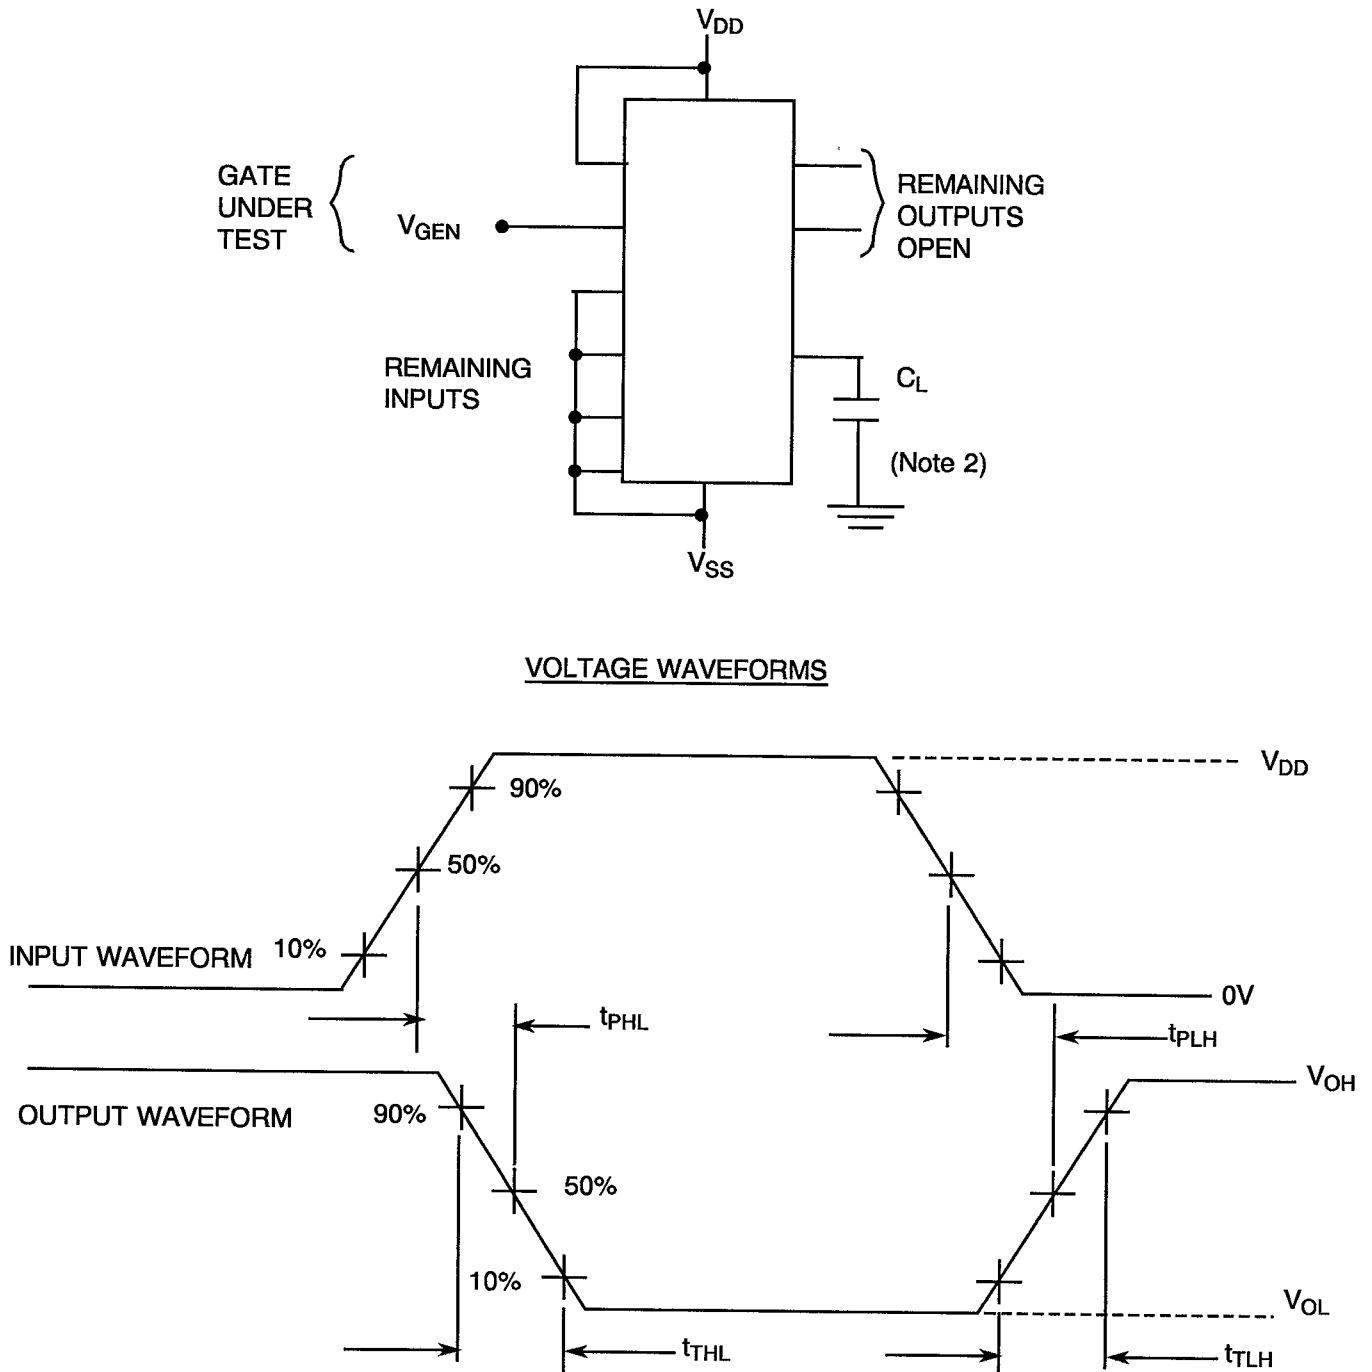 VDD
GATE
UNDER
TEST
VGEN
REMAINING
OUTPUTS
OPEN
REMAINING
INPUTS
CL
(Note 2)
VSS
VOLTAGE WAVEFORMS
VDD
90%
50%
INPUT WAVEFORM 10%
0V
tPHL
tPLH
VOH
OUTPUT WAVEFORM 90%
50%
10%
VOL
tTHL
tTLH